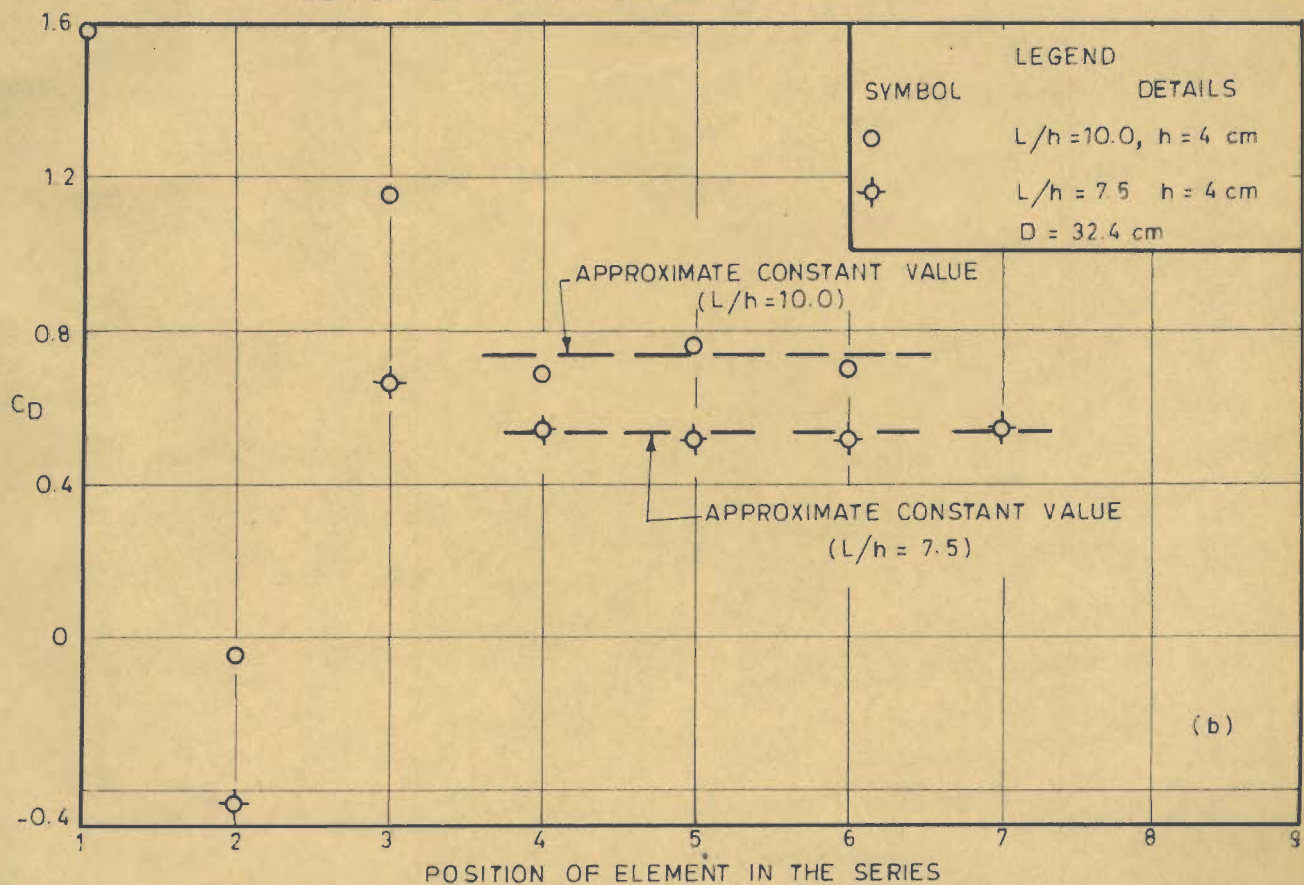 1.6
1.2
0.8
0.4
0
-0.4
CD
LEGEND
SYMBOL DETAILS
L/h = 10.0, h = 4 cm
L/h = 7.5 h = 4 cm
D = 32.4 cm
APPROXIMATE CONSTANT VALUE
(L/h = 10.0)
APPROXIMATE CONSTANT VALUE
(L/h = 7.5)
(b)
1 2 3 4 5 6 7 8 9
POSITION OF ELEMENT IN THE SERIES